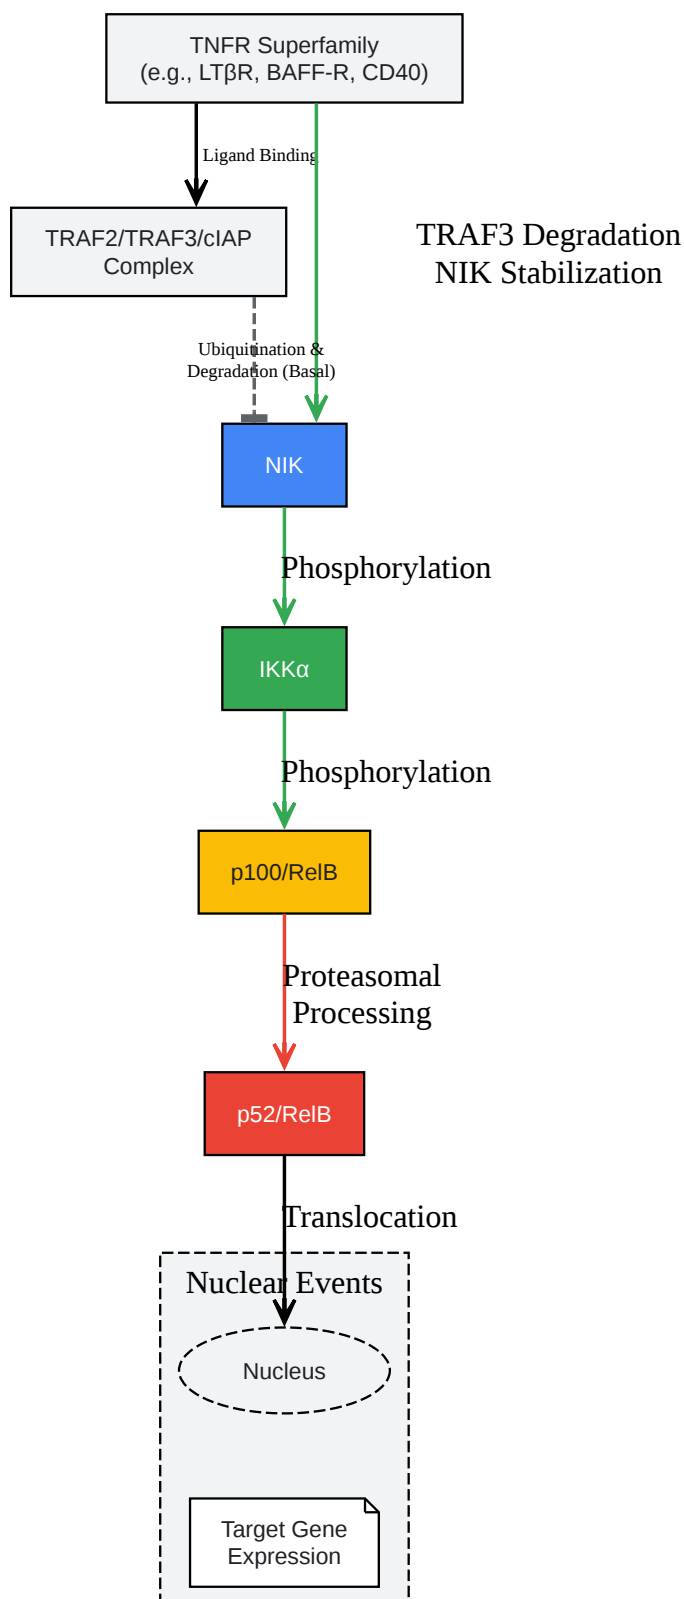 TNFR Superfamily
(e.g., LTβR, BAFF-R, CD40)
Ligand Binding
TRAF2/TRAF3/cIAP
Complex
TRAF3 Degradation
NIK Stabilization
Ubiquitination &
Degradation (Basal)
NIK
Phosphorylation
IKKα
Phosphorylation
p100/RelB
Proteasomal
Processing
p52/RelB
Translocation
Nuclear Events
Nucleus
Target Gene
Expression